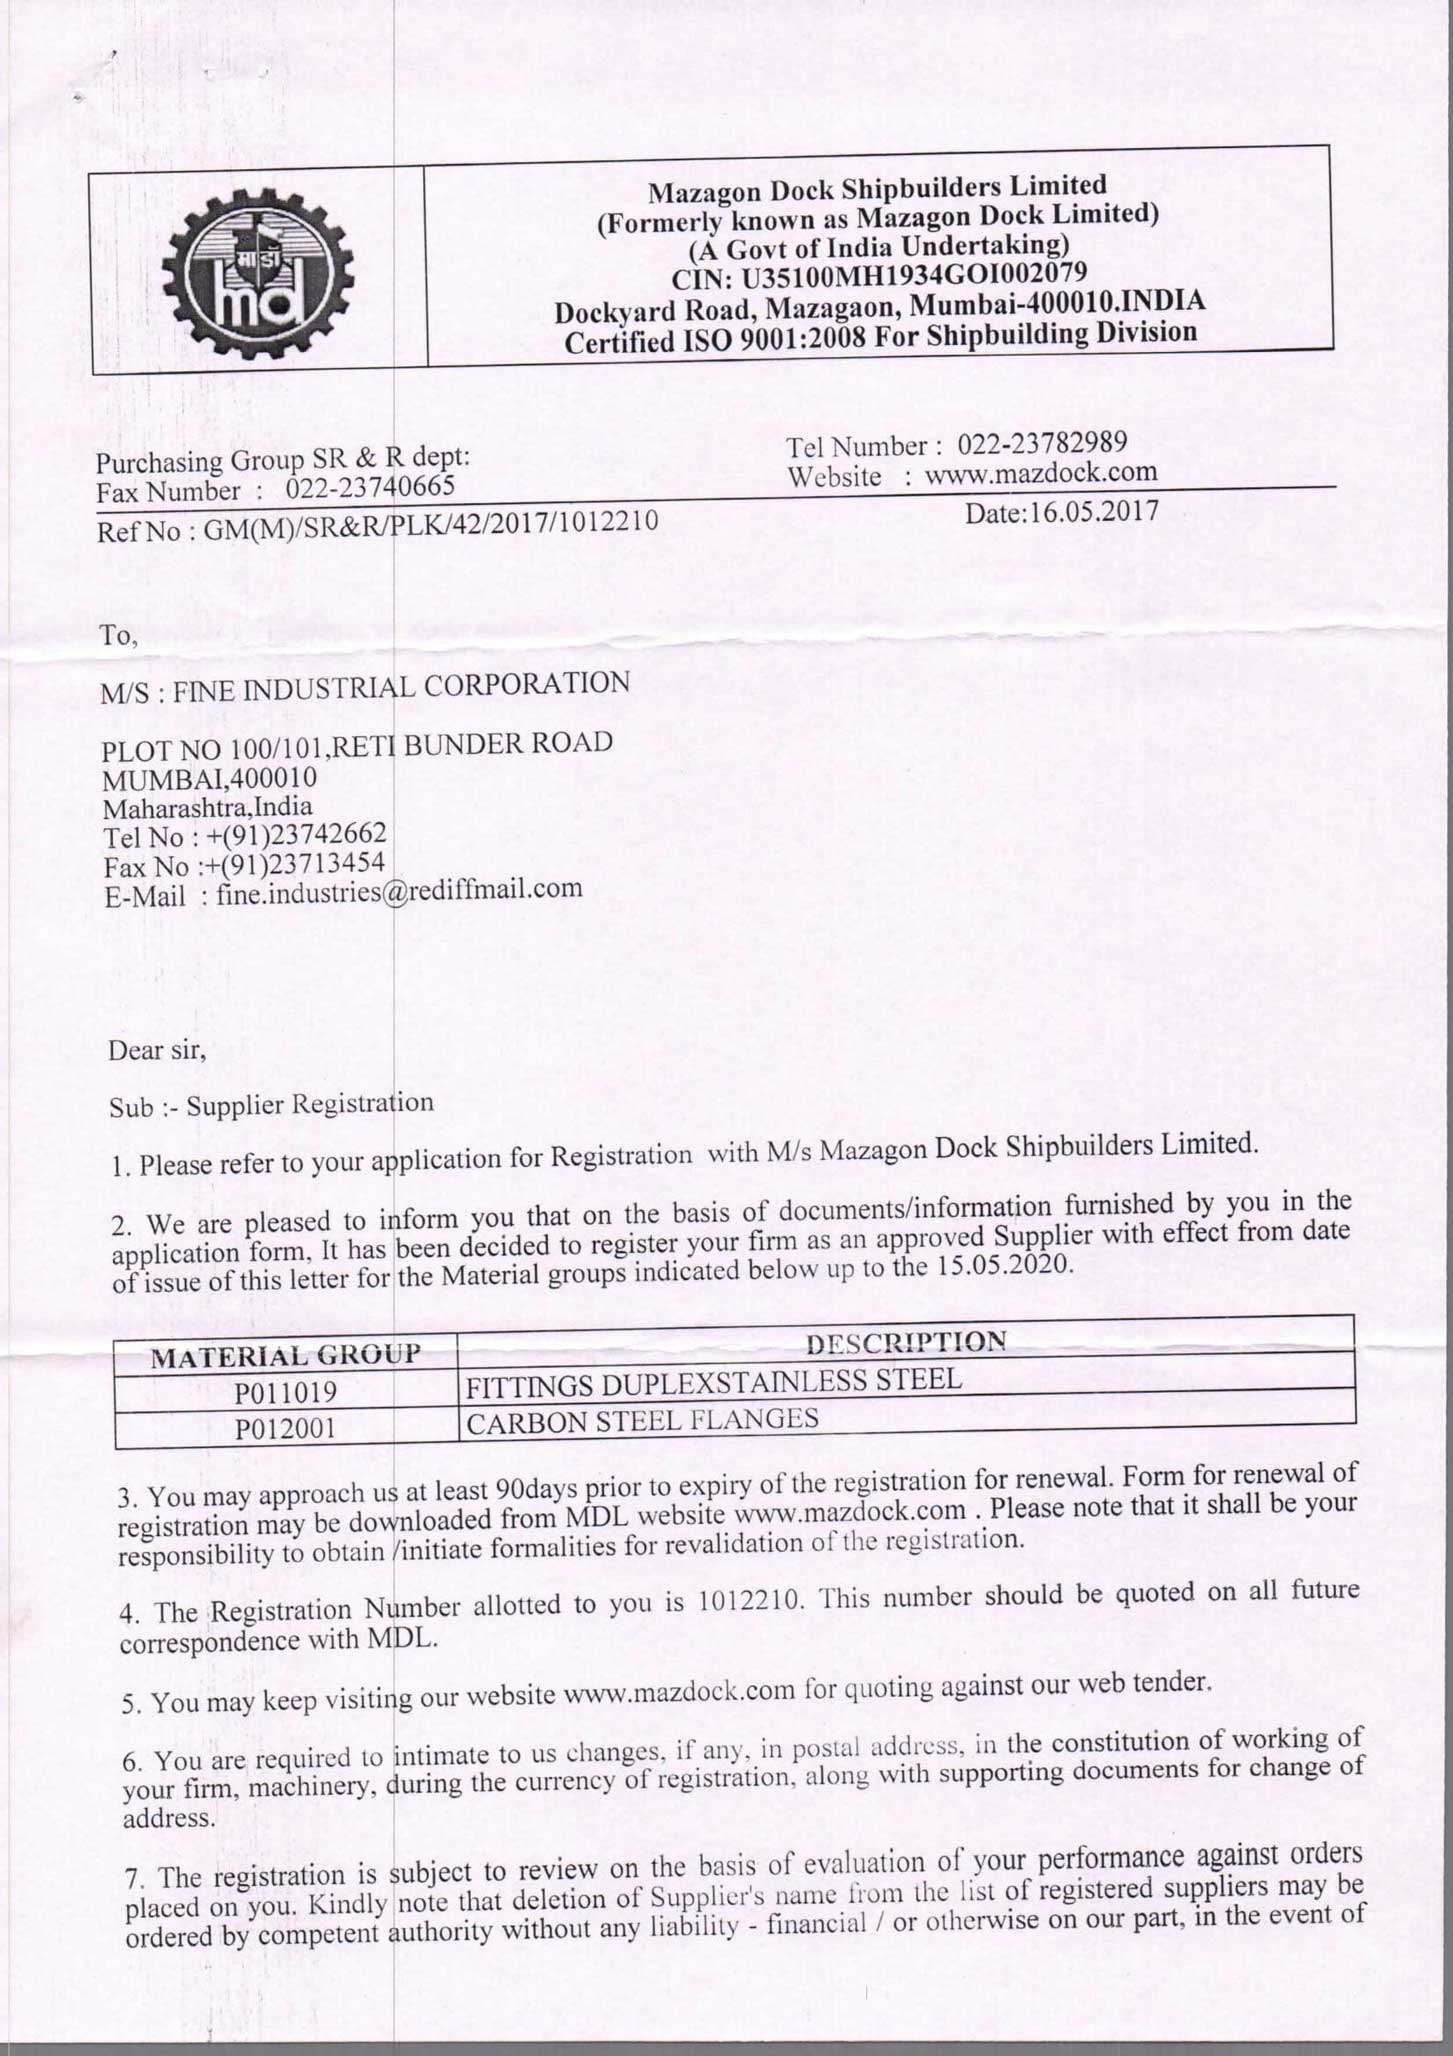 माडॉ
md
Mazagon Dock Shipbuilders Limited
(Formerly known as Mazagon Dock Limited)
(A Govt of India Undertaking)
CIN: U35100MH1934GOI002079
Dockyard Road, Mazagaon, Mumbai-400010.INDIA
Certified ISO 9001:2008 For Shipbuilding Division
Purchasing Group SR & R dept:
Tel Number : 022-23782989
Fax Number : 022-23740665
Website : www.mazdock.com
Ref No : GM(M)/SR&R/PLK/42/2017/1012210
Date:16.05.2017
To,
M/S : FINE INDUSTRIAL CORPORATION
PLOT NO 100/101,RETI BUNDER ROAD
MUMBAI,400010
Maharashtra,India
Tel No : +(91)23742662
Fax No :+(91)23713454
E-Mail : fine.industries@rediffmail.com
Dear sir,
Sub :- Supplier Registration
1. Please refer to your application for Registration with M/s Mazagon Dock Shipbuilders Limited.
2. We are pleased to inform you that on the basis of documents/information furnished by you in the
application form, It has been decided to register your firm as an approved Supplier with effect from date
of issue of this letter for the Material groups indicated below up to the 15.05.2020.
MATERIAL GROUP DESCRIPTION
P011019 FITTINGS DUPLEXSTAINLESS STEEL
P012001 CARBON STEEL FLANGES
3. You may approach us at least 90days prior to expiry of the registration for renewal. Form for renewal of
registration may be downloaded from MDL website www.mazdock.com . Please note that it shall be your
responsibility to obtain /initiate formalities for revalidation of the registration.
4. The Registration Number allotted to you is 1012210. This number should be quoted on all future
correspondence with MDL.
5. You may keep visiting our website www.mazdock.com for quoting against our web tender.
6. You are required to intimate to us changes, if any, in postal address, in the constitution of working of
your firm, machinery, during the currency of registration, along with supporting documents for change of
address.
7. The registration is subject to review on the basis of evaluation of your performance against orders
placed on you. Kindly note that deletion of Supplier's name from the list of registered suppliers may be
ordered by competent authority without any liability - financial / or otherwise on our part, in the event of